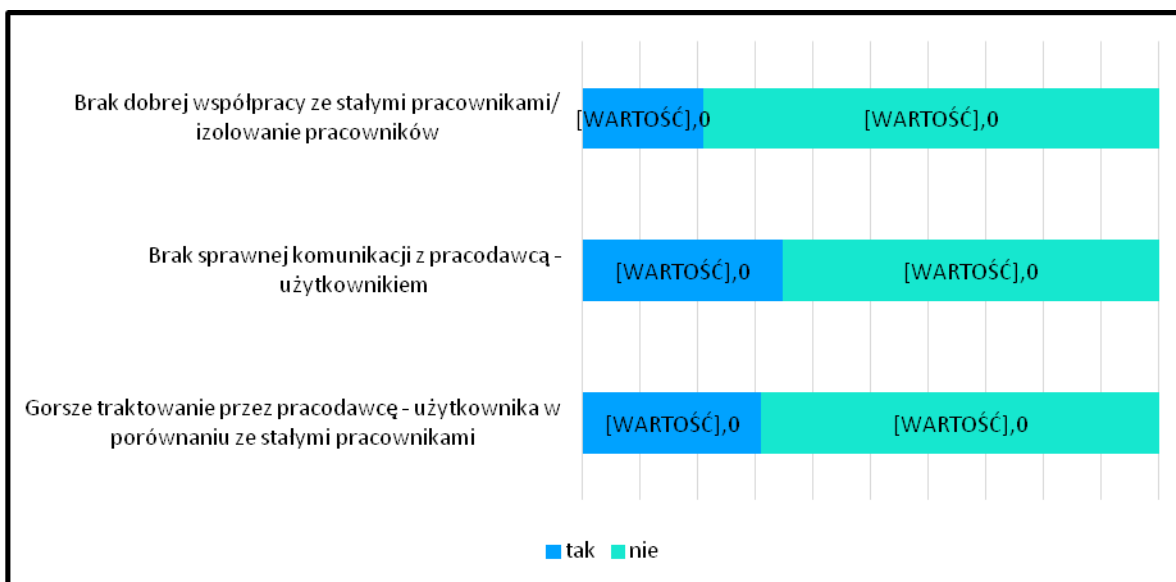 Brak dobrej współpracy ze stałymi pracownikami/
izolowanie pracowników
[WARTOŚĆ],0 [WARTOŚĆ],0
Brak sprawnej komunikacji z pracodawcą -
użytkownikiem
[WARTOŚĆ],0 [WARTOŚĆ],0
Gorsze traktowanie przez pracodawcę - użytkownika w
porównaniu ze stałymi pracownikami
[WARTOŚĆ],0 [WARTOŚĆ],0
tak nie